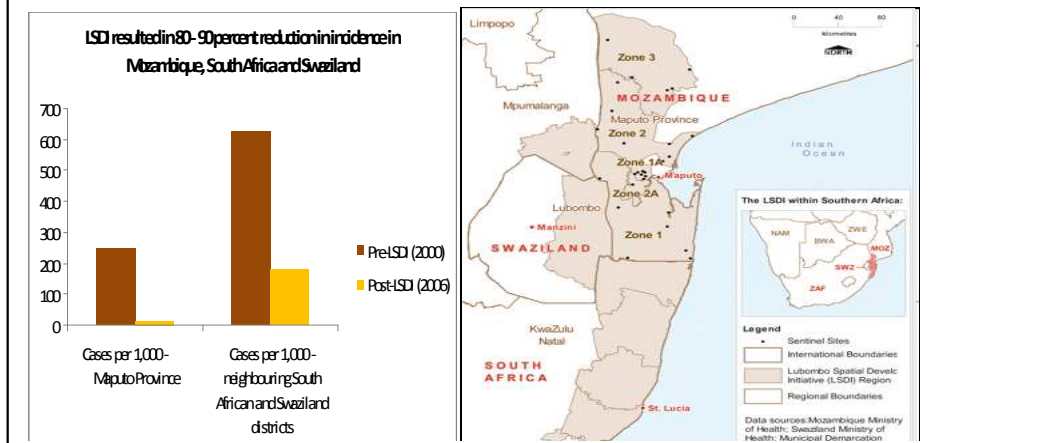 LSDI resulted in 80 - 90 percent reduction in incidence in
Mozambique, South Africa and Swaziland
700
600
500
400
300
200
100
0
Cases per 1,000 -
Maputo Province
Cases per 1,000 -
neighbouring South
African and Swaziland
districts
Pre-LSDI (2000)
Post-LSDI (2006)
Limpopo
0 40 80
kilometres
NORTH
Zone 3
MOZAMBIQUE
Mpumalanga
Maputo Province
Zone 2
Indian
Ocean
Zone 1A
Maputo
Zone 2A
Lubombo
Manzini
Zone 1
SWAZILAND
KwaZulu
Natal
SOUTH
AFRICA
St. Lucia
The LSDI within Southern Africa:
NAM
BWA
ZWE
MOZ
SWZ
ZAF
Legend
Sentinel Sites
International Boundaries
Lubombo Spatial Develc
Initiative (LSDI) Region
Regional Boundaries
Data sources:Mozambique Ministry
of Health; Swaziland Ministry of
Health; Municipal Demarcation